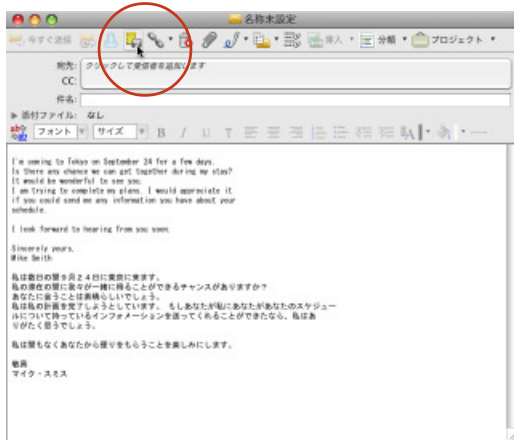 名称未設定
今すぐ送信
挿入
分類
プロジェクト
宛先: クリックして受信者を追加します
CC:
件名:
添付ファイル: なし
フォント
サイズ
B I U T
I'm coming to Tokyo on September 24 for a few days.
Is there any chance we can get together during my stay?
It would be wonderful to see you.
I am trying to complete my plans. I would appreciate it
if you could send me any information you have about your
schedule.
I look forward to hearing from you soon.
Sincerely yours,
Mike Smith
私は数日の間９月２４日に東京に来ます。
私の滞在の間に我々が一緒に得ることができるチャンスがありますか？
あなたに会うことは素晴らしいでしょう。
私は私の計画を完了しようとしています。 もしあなたが私にあなたがあなたのスケジュー
ルについて持っているインフォメーションを送ってくれることができたなら、私はあ
りがたく思うでしょう。
私は間もなくあなたから便りをもらうことを楽しみにします。
敬具
マイク・スミス